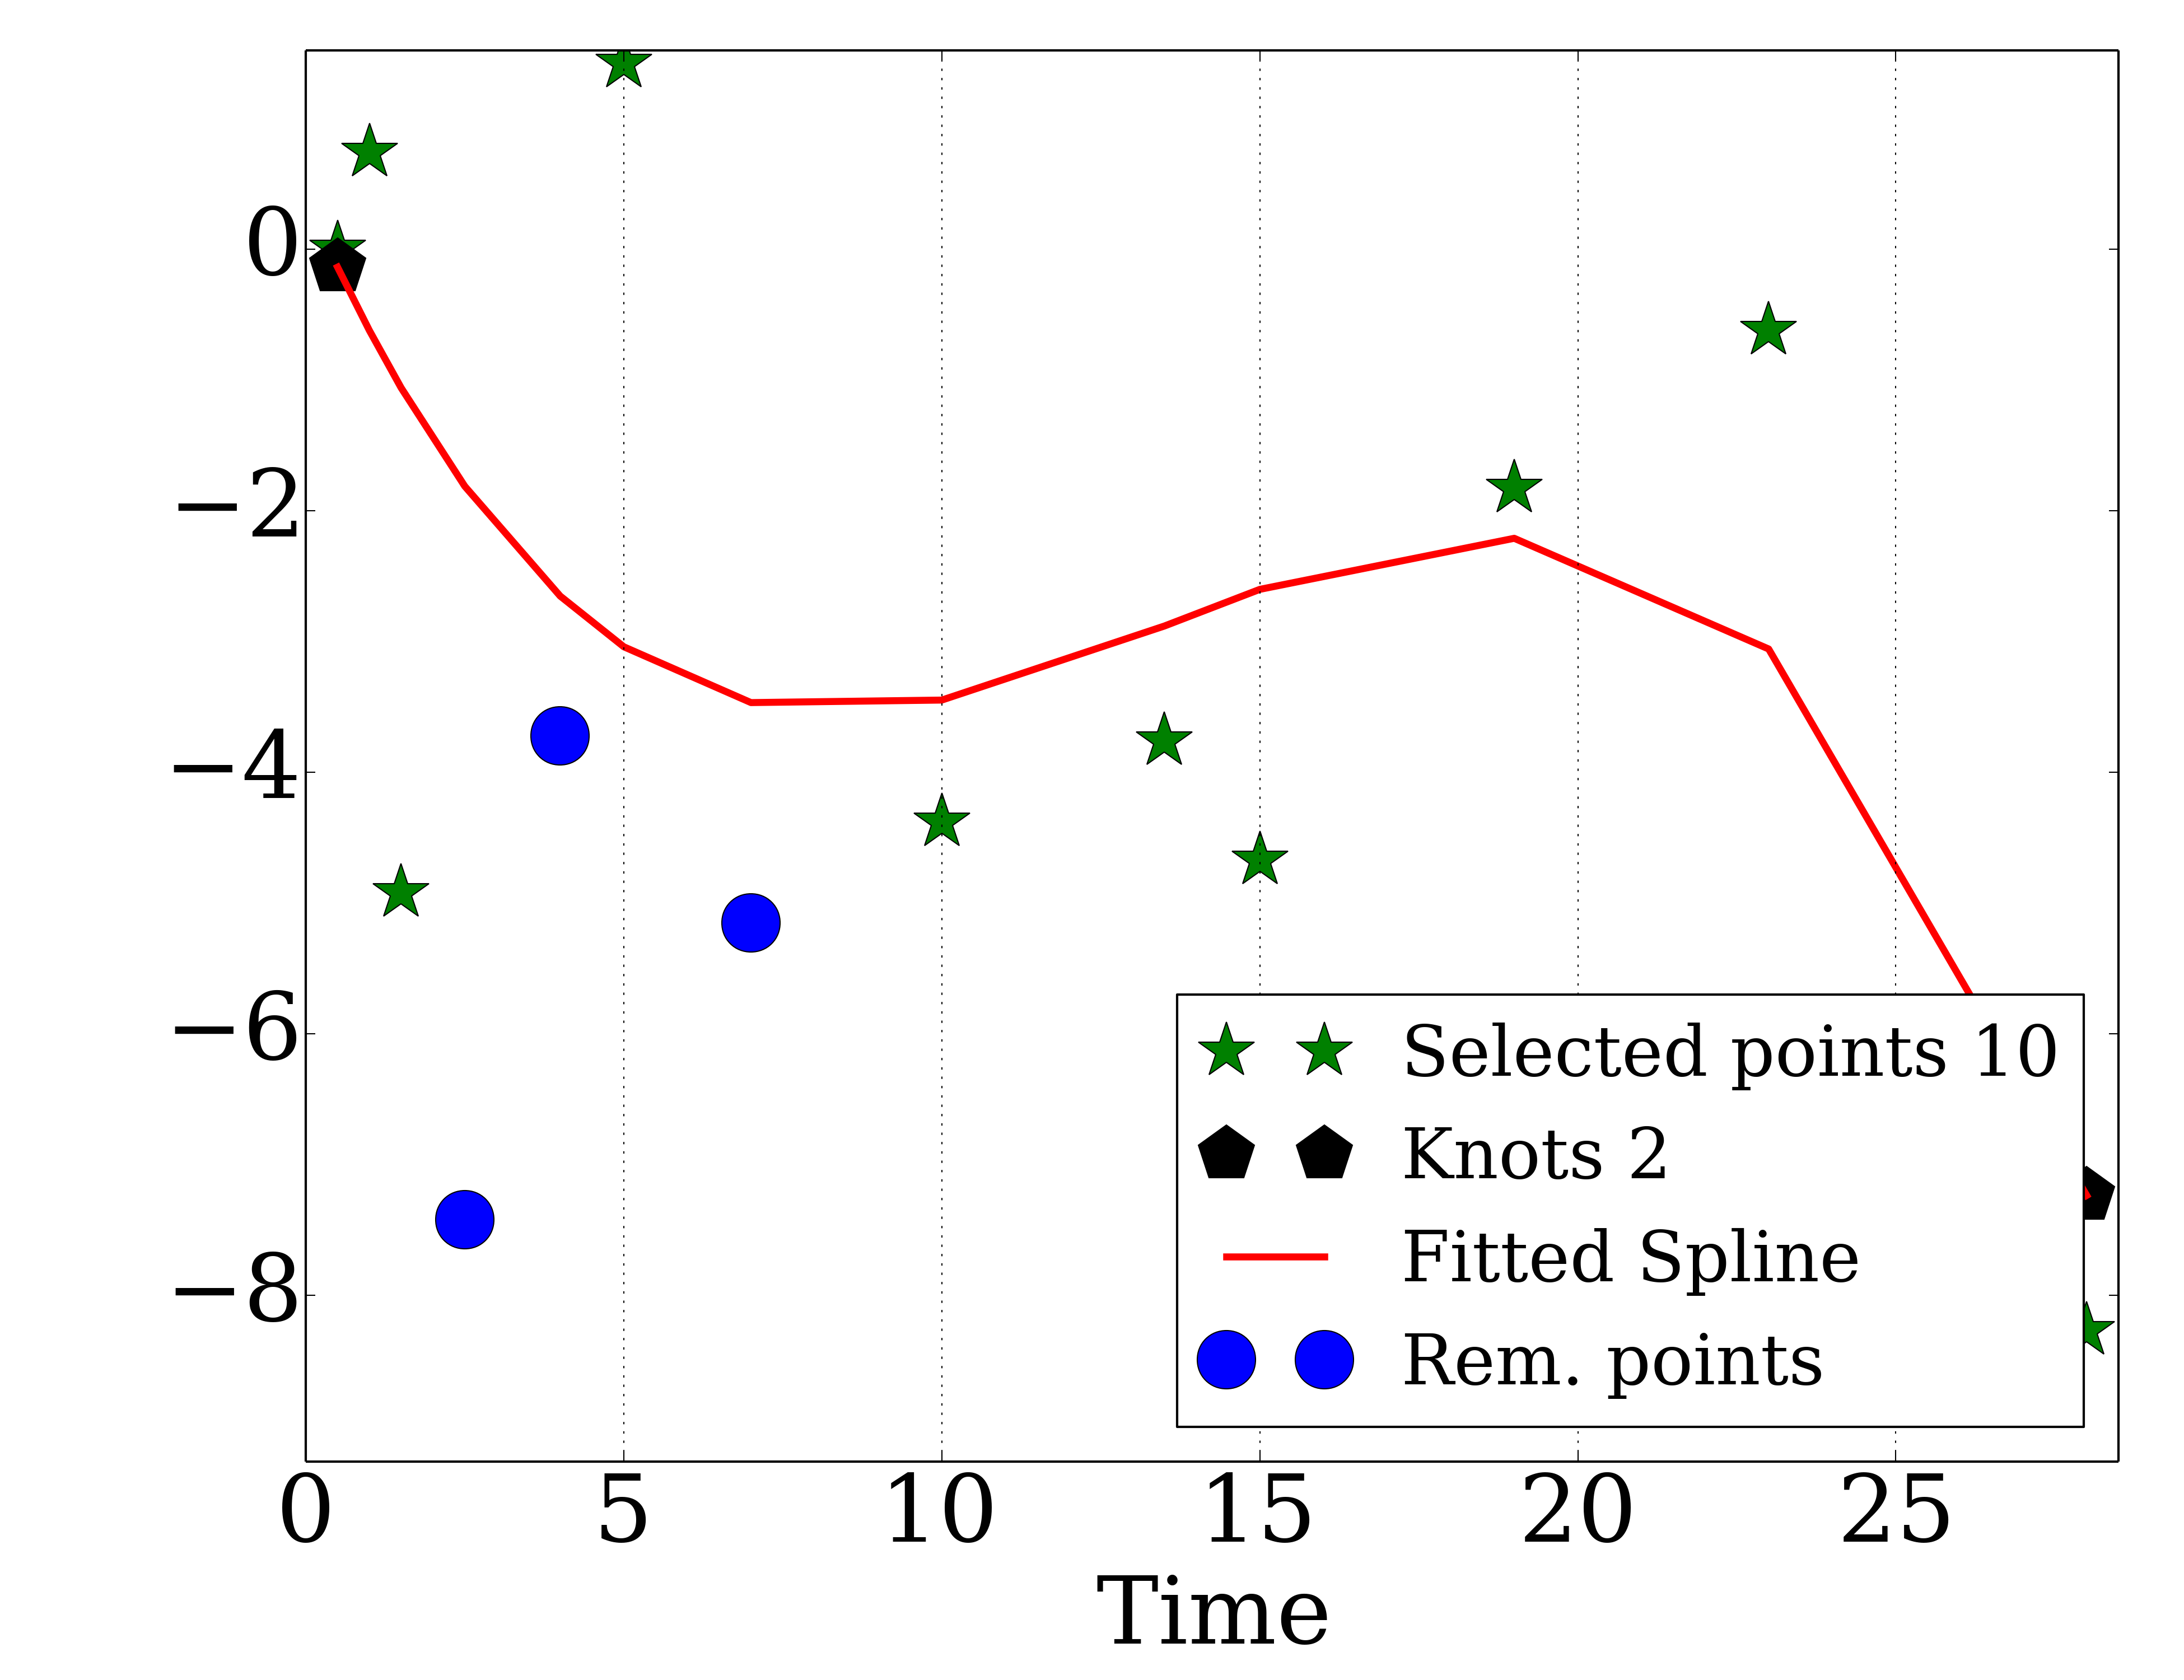 0
−2
−4
−6
−8
Selected points 10
Knots 2
Fitted Spline
Rem. points
0 5 10 15 20 25
Time